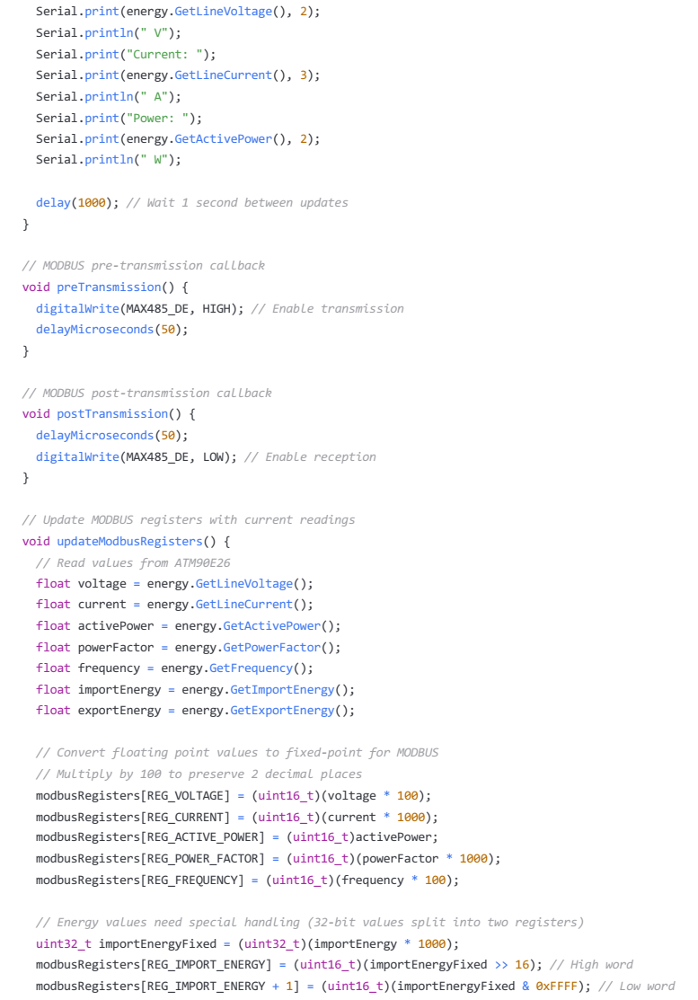 Serial.print(energy.GetLineVoltage(), 2);
  Serial.println(" V");
  Serial.print("Current: ");
  Serial.print(energy.GetLineCurrent(), 3);
  Serial.println(" A");
  Serial.print("Power: ");
  Serial.print(energy.GetActivePower(), 2);
  Serial.println(" W");

  delay(1000); // Wait 1 second between updates
}

// MODBUS pre-transmission callback
void preTransmission() {
  digitalWrite(MAX485_DE, HIGH); // Enable transmission
  delayMicroseconds(50);
}

// MODBUS post-transmission callback
void postTransmission() {
  delayMicroseconds(50);
  digitalWrite(MAX485_DE, LOW); // Enable reception
}

// Update MODBUS registers with current readings
void updateModbusRegisters() {
  // Read values from ATM90E26
  float voltage = energy.GetLineVoltage();
  float current = energy.GetLineCurrent();
  float activePower = energy.GetActivePower();
  float powerFactor = energy.GetPowerFactor();
  float frequency = energy.GetFrequency();
  float importEnergy = energy.GetImportEnergy();
  float exportEnergy = energy.GetExportEnergy();

  // Convert floating point values to fixed-point for MODBUS
  // Multiply by 100 to preserve 2 decimal places
  modbusRegisters[REG_VOLTAGE] = (uint16_t)(voltage * 100);
  modbusRegisters[REG_CURRENT] = (uint16_t)(current * 1000);
  modbusRegisters[REG_ACTIVE_POWER] = (uint16_t)activePower;
  modbusRegisters[REG_POWER_FACTOR] = (uint16_t)(powerFactor * 1000);
  modbusRegisters[REG_FREQUENCY] = (uint16_t)(frequency * 100);

  // Energy values need special handling (32-bit values split into two registers)
  uint32_t importEnergyFixed = (uint32_t)(importEnergy * 1000);
  modbusRegisters[REG_IMPORT_ENERGY] = (uint16_t)(importEnergyFixed >> 16); // High word
  modbusRegisters[REG_IMPORT_ENERGY + 1] = (uint16_t)(importEnergyFixed & 0xFFFF); // Low word